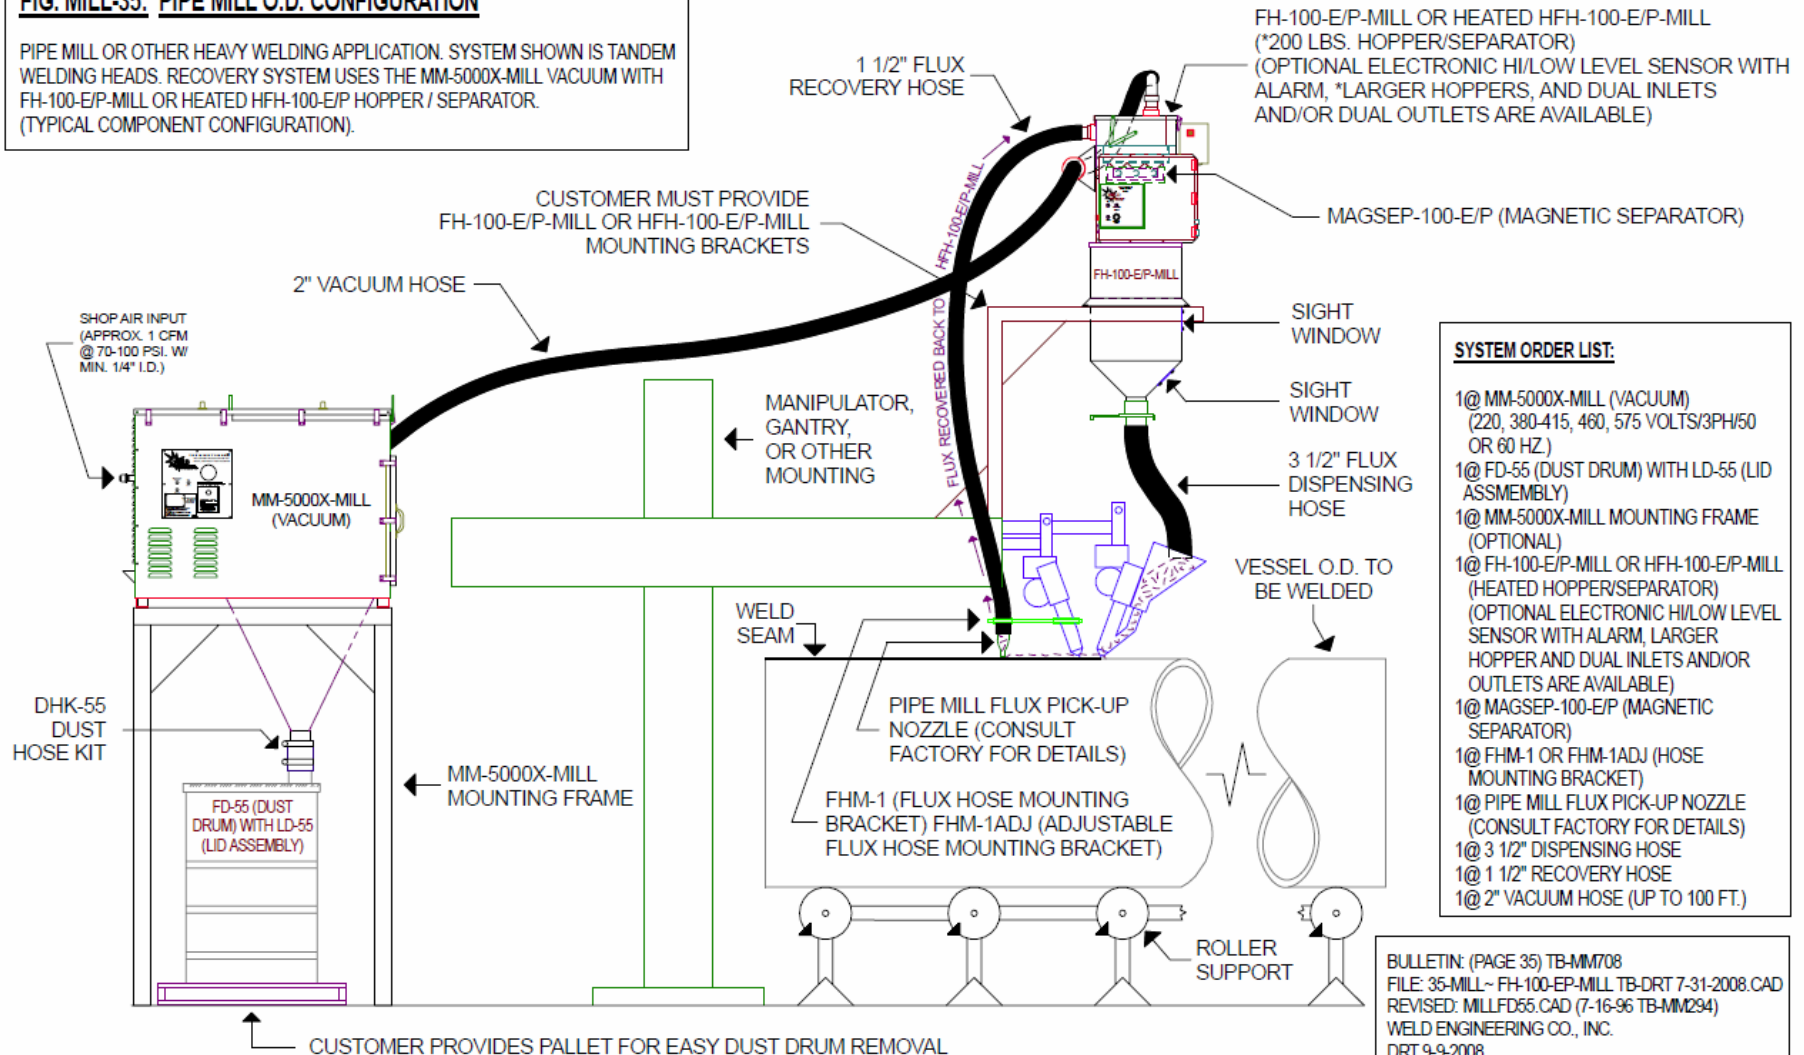 FIG. MILL-35: PIPE MILL O.D. CONFIGURATION
PIPE MILL OR OTHER HEAVY WELDING APPLICATION. SYSTEM SHOWN IS TANDEM
WELDING HEADS. RECOVERY SYSTEM USES THE MM-5000X-MILL VACUUM WITH
FH-100-E/P-MILL OR HEATED HFH-100-E/P HOPPER / SEPARATOR.
(TYPICAL COMPONENT CONFIGURATION).
1 1/2" FLUX
RECOVERY HOSE
FH-100-E/P-MILL OR HEATED HFH-100-E/P-MILL
(*200 LBS. HOPPER/SEPARATOR)
(OPTIONAL ELECTRONIC HI/LOW LEVEL SENSOR WITH
ALARM, *LARGER HOPPERS, AND DUAL INLETS
AND/OR DUAL OUTLETS ARE AVAILABLE)
CUSTOMER MUST PROVIDE
FH-100-E/P-MILL OR HFH-100-E/P-MILL
MOUNTING BRACKETS
MAGSEP-100-E/P (MAGNETIC SEPARATOR)
2" VACUUM HOSE
FLUX RECOVERED BACK TO HFH-100-E/P-MILL
FH-100-E/P-MILL
SHOP AIR INPUT
(APPROX. 1 CFM
@ 70-100 PSI. W/
MIN. 1/4" I.D.)
SIGHT
WINDOW
SIGHT
WINDOW
MANIPULATOR,
GANTRY,
OR OTHER
MOUNTING
3 1/2" FLUX
DISPENSING
HOSE
MM-5000X-MILL
(VACUUM)
VESSEL O.D. TO
BE WELDED
WELD
SEAM
DHK-55
DUST
HOSE KIT
PIPE MILL FLUX PICK-UP
NOZZLE (CONSULT
FACTORY FOR DETAILS)
MM-5000X-MILL
MOUNTING FRAME
FHM-1 (FLUX HOSE MOUNTING
BRACKET) FHM-1ADJ (ADJUSTABLE
FLUX HOSE MOUNTING BRACKET)
FD-55 (DUST
DRUM) WITH LD-55
(LID ASSEMBLY)
ROLLER
SUPPORT
CUSTOMER PROVIDES PALLET FOR EASY DUST DRUM REMOVAL
SYSTEM ORDER LIST:
1@ MM-5000X-MILL (VACUUM)
(220, 380-415, 460, 575 VOLTS/3PH/50
OR 60 HZ.)
1@ FD-55 (DUST DRUM) WITH LD-55 (LID
ASSMEMBLY)
1@ MM-5000X-MILL MOUNTING FRAME
(OPTIONAL)
1@ FH-100-E/P-MILL OR HFH-100-E/P-MILL
(HEATED HOPPER/SEPARATOR)
(OPTIONAL ELECTRONIC HI/LOW LEVEL
SENSOR WITH ALARM, LARGER
HOPPER AND DUAL INLETS AND/OR
OUTLETS ARE AVAILABLE)
1@ MAGSEP-100-E/P (MAGNETIC
SEPARATOR)
1@ FHM-1 OR FHM-1ADJ (HOSE
MOUNTING BRACKET)
1@ PIPE MILL FLUX PICK-UP NOZZLE
(CONSULT FACTORY FOR DETAILS)
1@ 3 1/2" DISPENSING HOSE
1@ 1 1/2" RECOVERY HOSE
1@ 2" VACUUM HOSE (UP TO 100 FT.)
BULLETIN: (PAGE 35) TB-MM708
FILE: 35-MILL~ FH-100-EP-MILL TB-DRT 7-31-2008.CAD
REVISED: MILLFD55.CAD (7-16-96 TB-MM294)
WELD ENGINEERING CO., INC.
DRT 9-9-2008